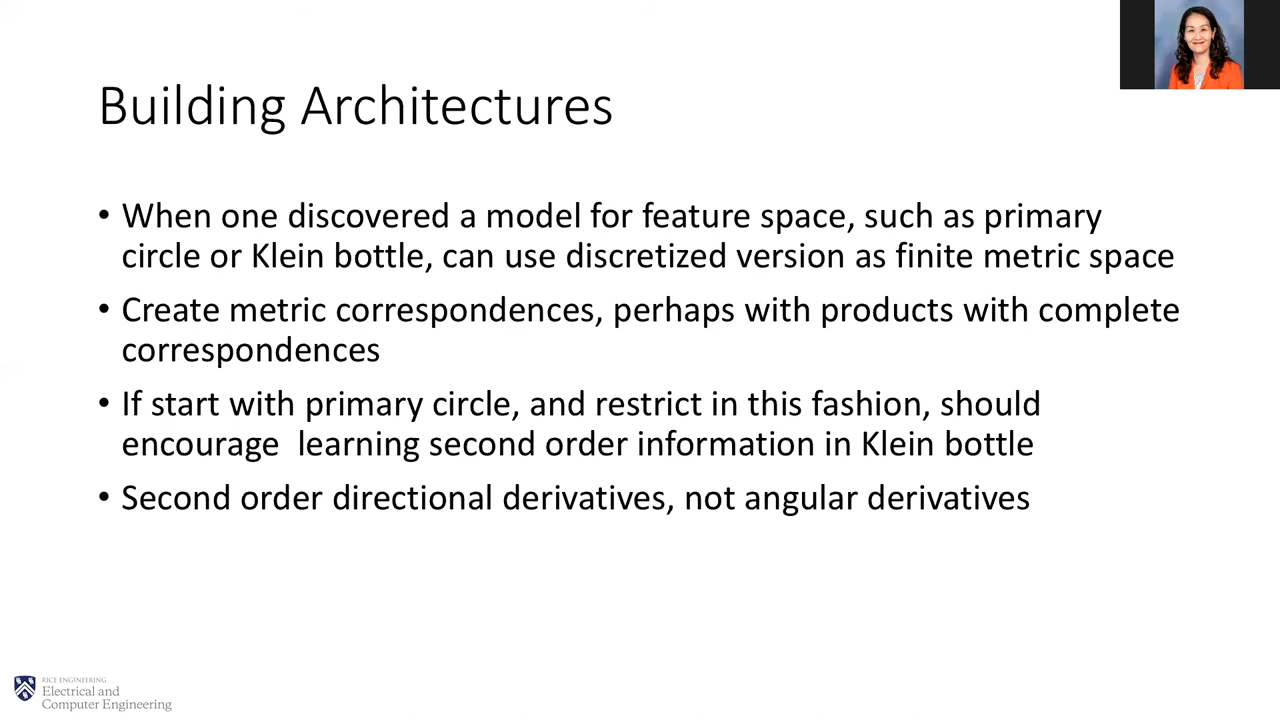 Building Architectures
• When one discovered a model for feature space, such as primary
circle or Klein bottle, can use discretized version as finite metric space
• Create metric correspondences, perhaps with products with complete
correspondences
• If start with primary circle, and restrict in this fashion, should
encourage  learning second order information in Klein bottle
• Second order directional derivatives, not angular derivatives
RICE ENGINEERING
Electrical and
Computer Engineering